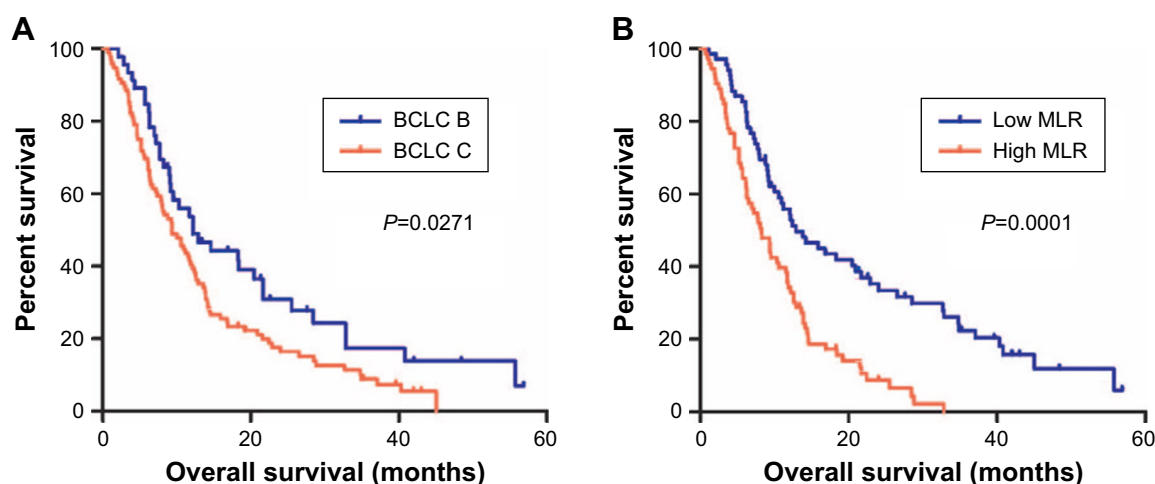 A
Percent survival
100
80
60
40
20
0
BCLC B
BCLC C
P=0.0271
0 20 40 60
Overall survival (months)
B
Percent survival
100
80
60
40
20
0
Low MLR
High MLR
P=0.0001
0 20 40 60
Overall survival (months)